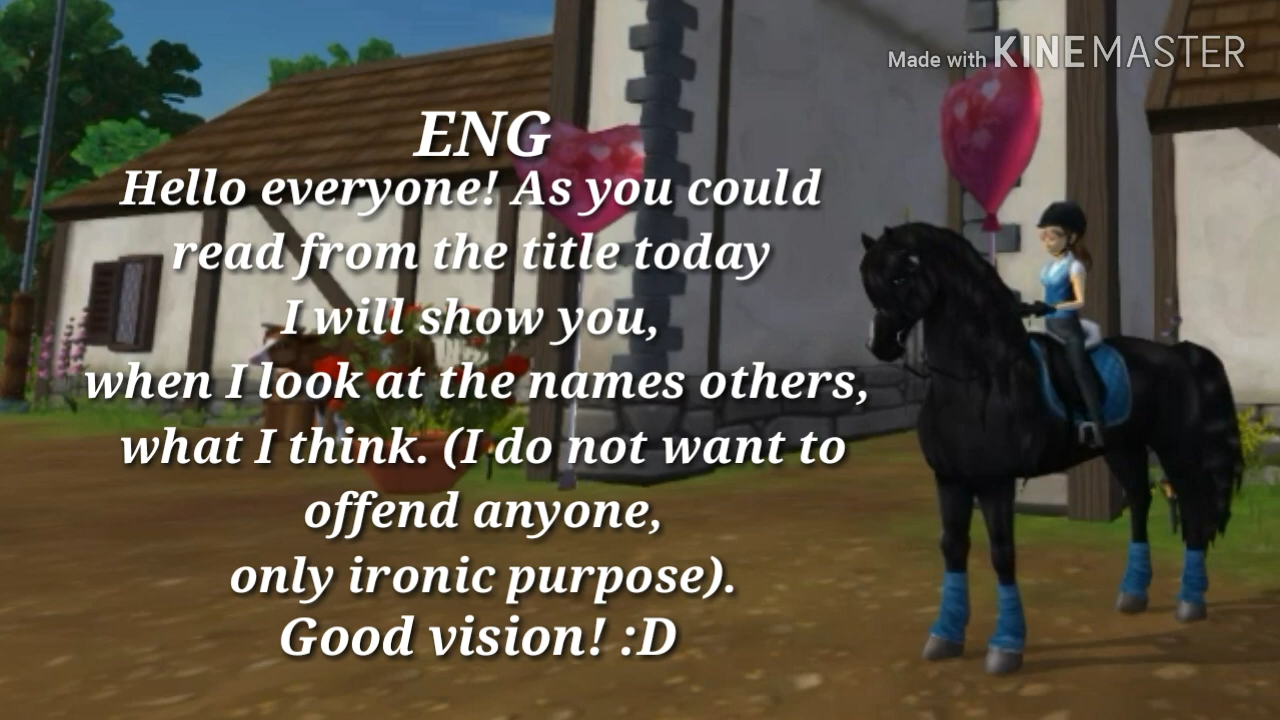 Made with KINEMASTER
ENG
Hello everyone! As you could
read from the title today
I will show you,
when I look at the names others,
what I think. (I do not want to
offend anyone,
only ironic purpose).
Good vision! :D